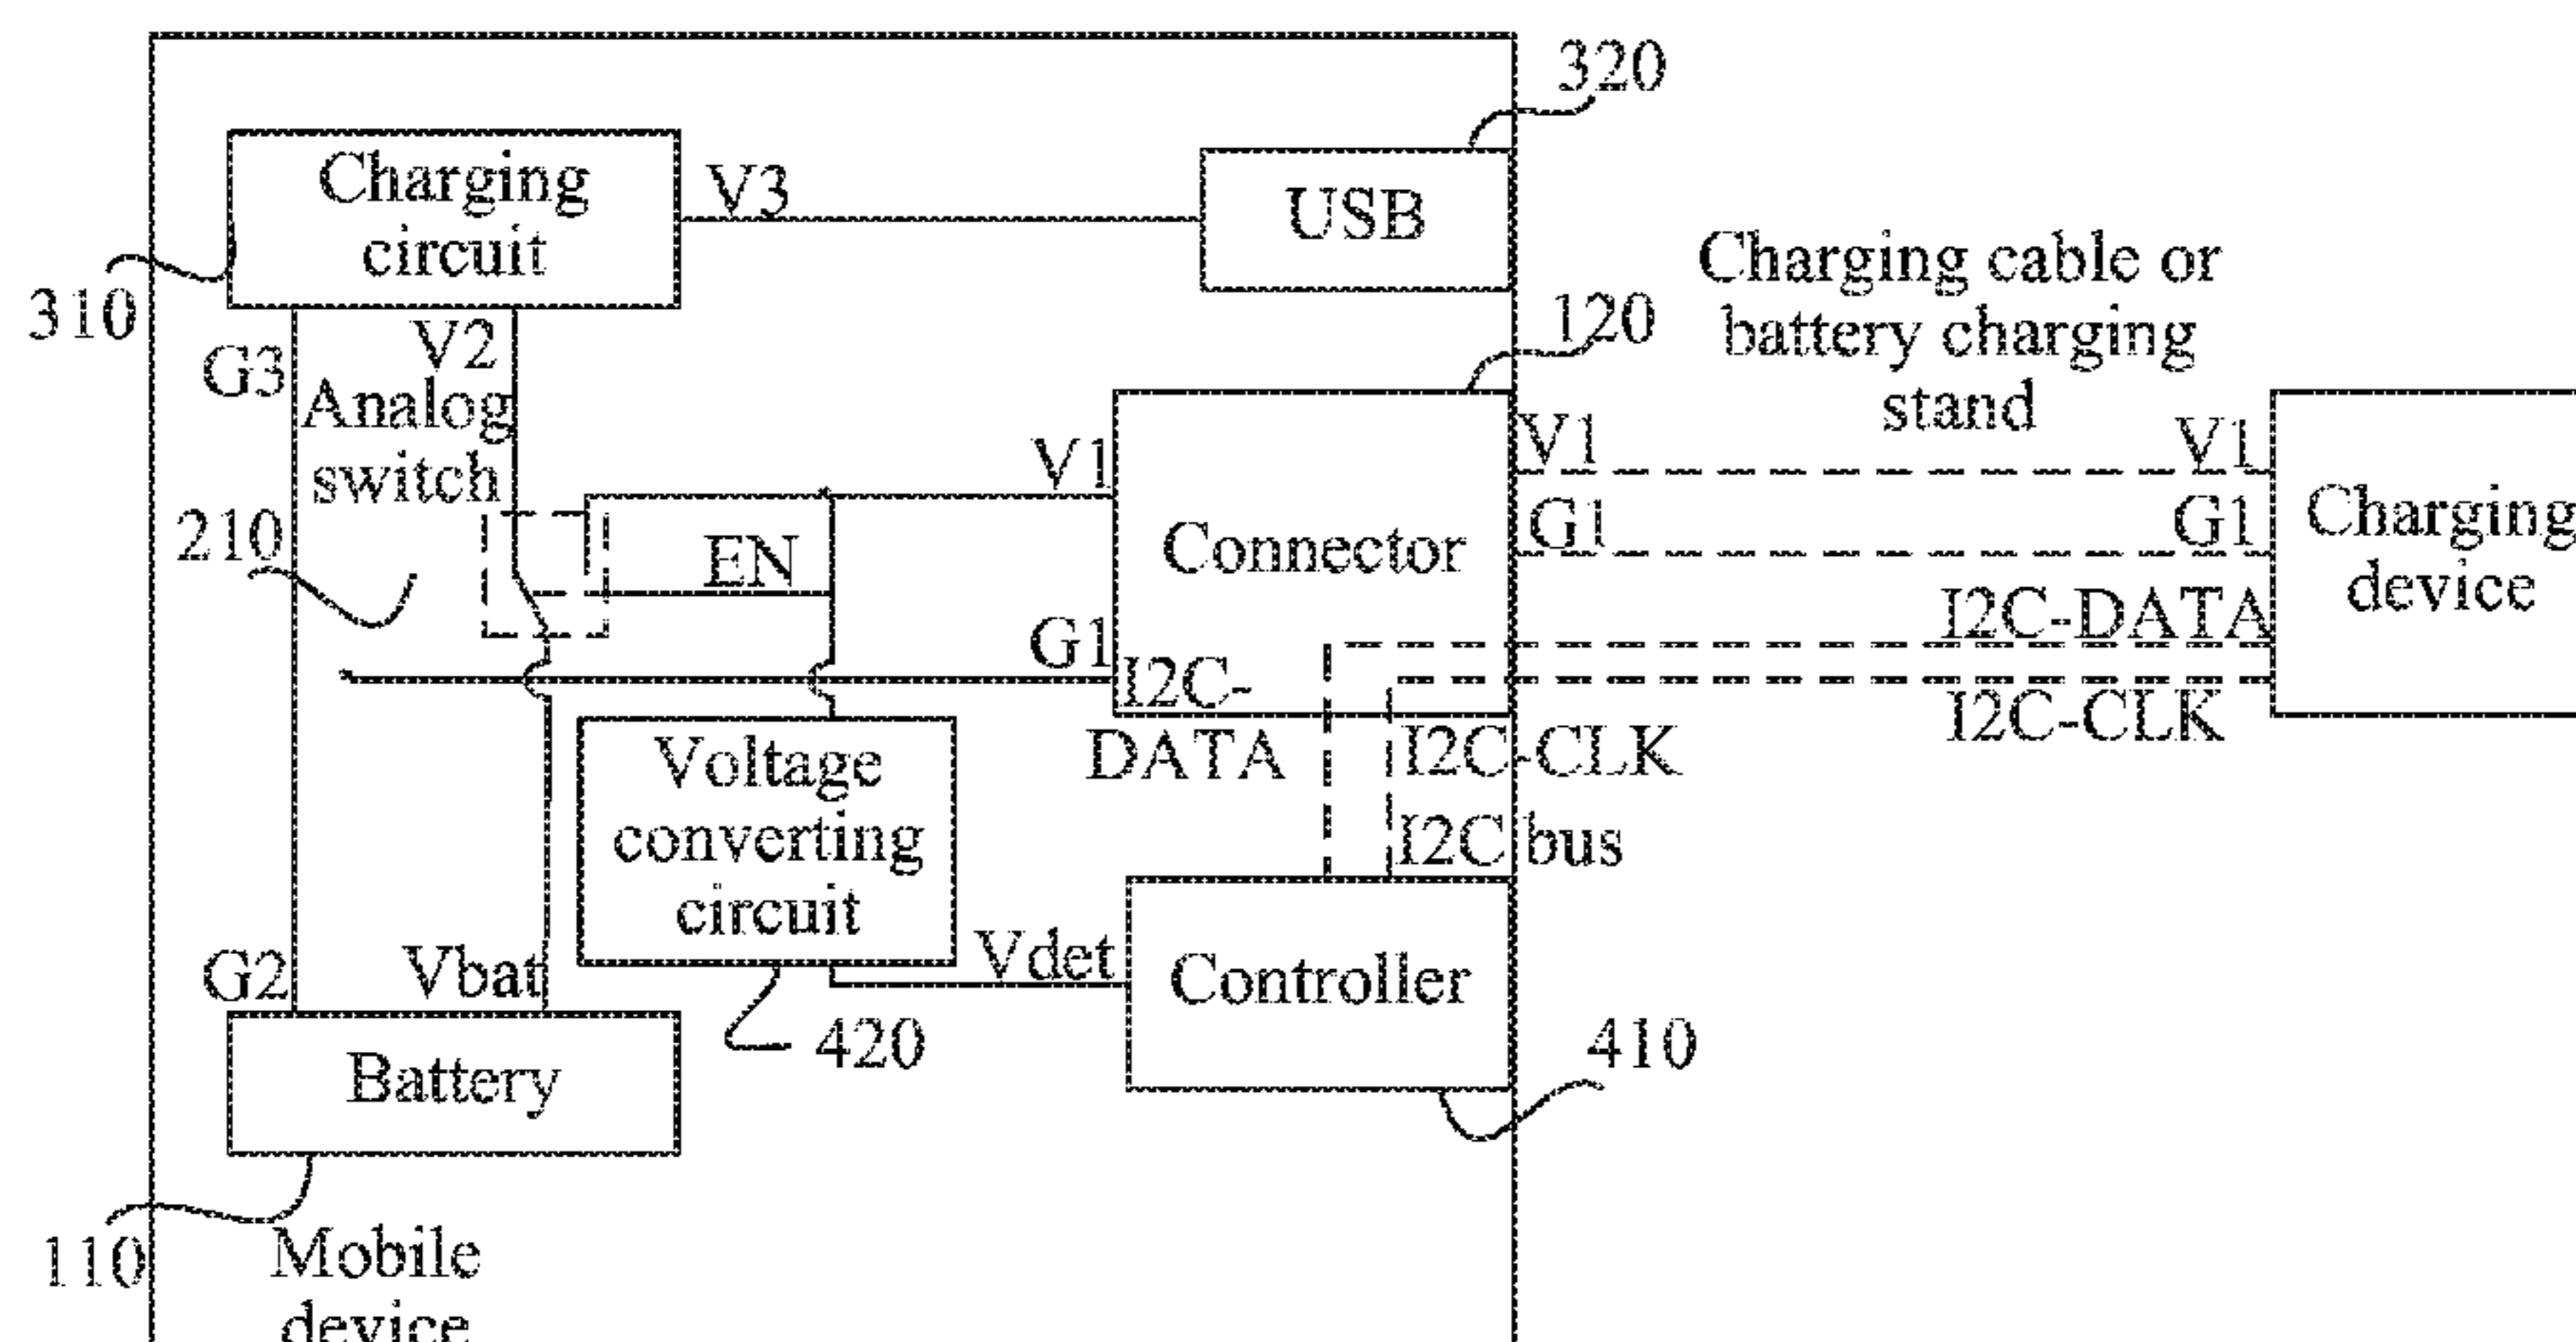 320
Charging
circuit
V3
USB
310
Charging cable or
battery charging
stand
120
V2
G3
Analog
switch
V1
V1
V1
210
EN
Connector
G1
G1
Charging
device
G1
I2C-DATA
I2C-
DATA
I2C-CLK
I2C-CLK
Voltage
converting
circuit
I2C bus
G2
Vbat
Vdet
Controller
420
410
Battery
110
Mobile
device